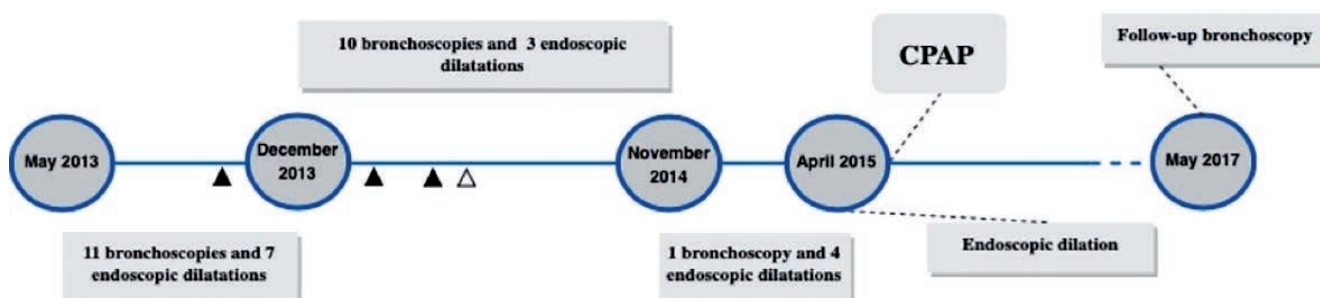 10 bronchoscopies and 3 endoscopic
dilatations
CPAP
Follow-up bronchoscopy
May 2013
December
2013
November
2014
April 2015
May 2017
11 bronchoscopies and 7
endoscopic dilatations
1 bronchoscopy and 4
endoscopic dilatations
Endoscopic dilation